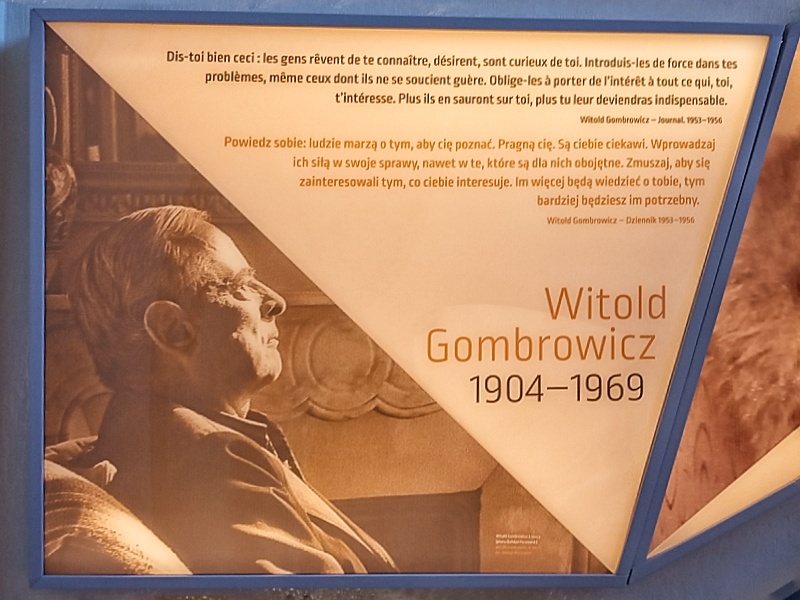 Dis-toi bien ceci : les gens rêvent de te connaître, désirent, sont curieux de toi. Introduis-les de force dans tes
problèmes, même ceux dont ils ne se soucient guère. Oblige-les à porter de l'intérêt à tout ce qui, toi,
t'intéresse. Plus ils en sauront sur toi, plus tu leur deviendras indispensable.
Witold Gombrowicz – Journal, 1953–1956
Powiedz sobie: ludzie marzą o tym, aby cię poznać. Pragną cię. Są ciebie ciekawi. Wprowadzaj
ich siłą w swoje sprawy, nawet w te, które są dla nich obojętne. Zmuszaj, aby się
zainteresowali tym, co ciebie interesuje. Im więcej będą wiedzieć o tobie, tym
bardziej będziesz im potrzebny.
Witold Gombrowicz – Dziennik 1953–1956
Witold
Gombrowicz
1904–1969